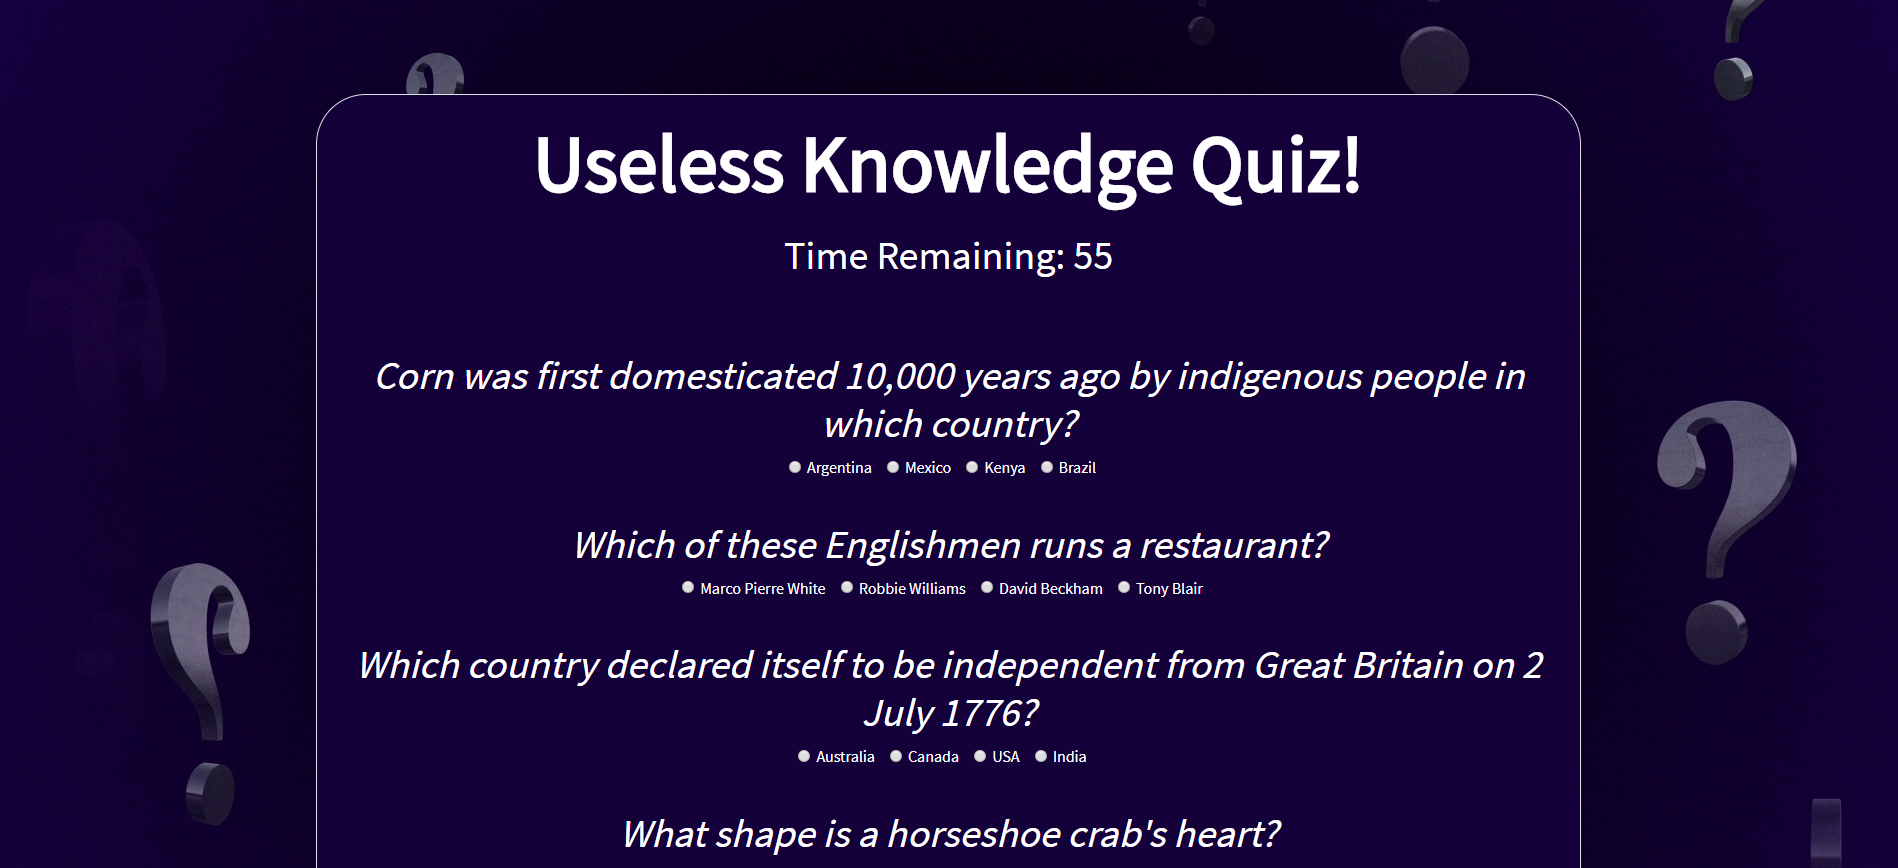 Useless Knowledge Quiz!
Time Remaining: 55
Corn was first domesticated 10,000 years ago by indigenous people in
which country?
Argentina Mexico Kenya Brazil
Which of these Englishmen runs a restaurant?
Marco Pierre White Robbie Williams David Beckham Tony Blair
Which country declared itself to be independent from Great Britain on 2
July 1776?
Australia Canada USA India
What shape is a horseshoe crab's heart?